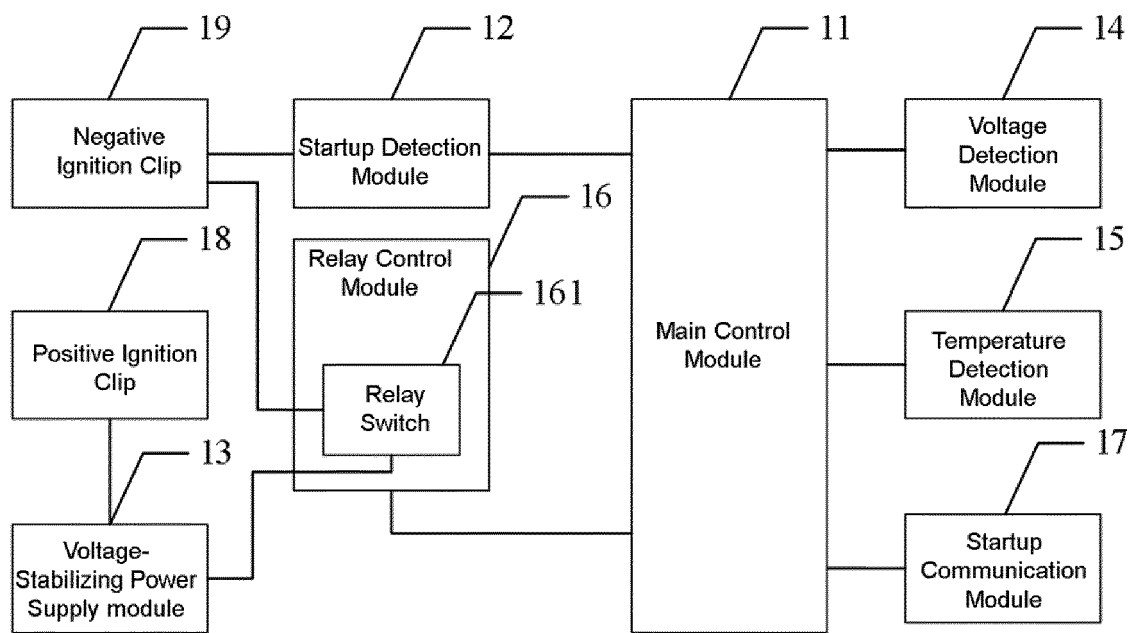 19
12
11
14
Negative
Ignition Clip
Startup Detection
Module
Voltage
Detection
Module
16
18
Relay Control
Module
161
15
Positive Ignition
Clip
Main Control
Module
Temperature
Detection
Module
Relay
Switch
13
17
Voltage-
Stabilizing Power
Supply module
Startup
Communication
Module